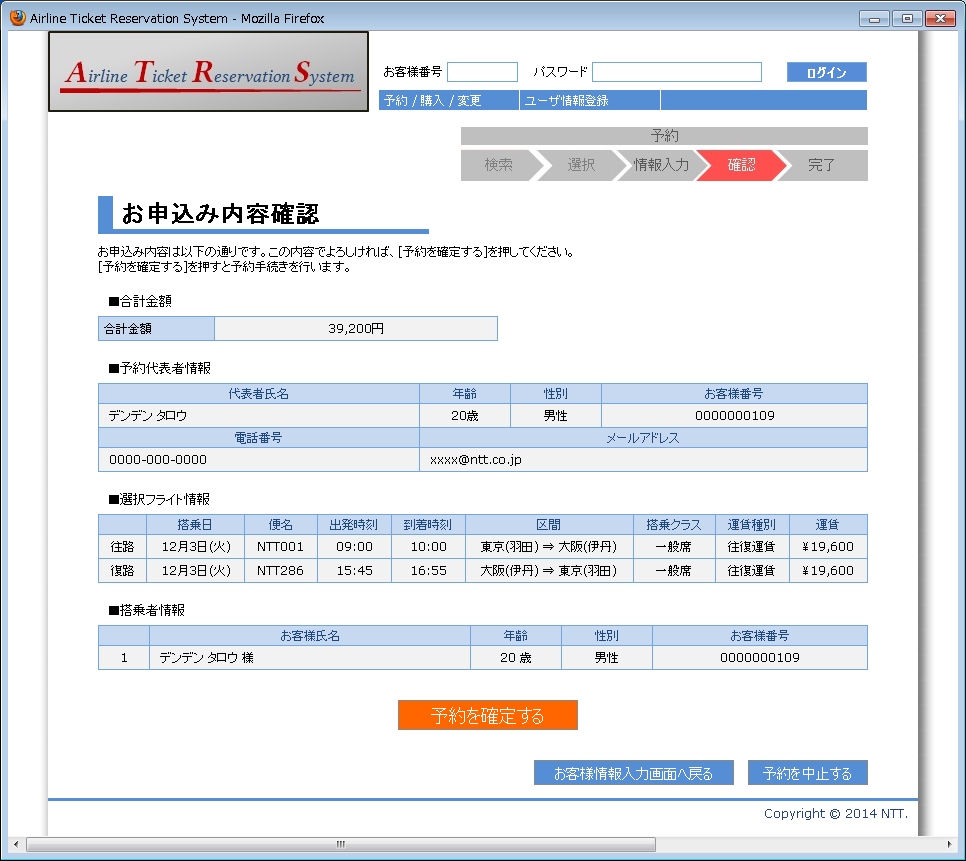 Airline Ticket Reservation System - Mozilla Firefox
Airline Ticket Reservation System
お客様番号 パスワード ログイン
予約 / 購入 / 変更 ユーザ情報登録
予約
検索 選択 情報入力 確認 完了
お申込み内容確認
お申込み内容は以下の通りです。この内容でよろしければ、[予約を確定する]を押してください。
[予約を確定する]を押すと予約手続きを行います。
■合計金額
合計金額 39,200円
■予約代表者情報
代表者氏名 年齢 性別 お客様番号
デンデン タロウ 20歳 男性 0000000109
電話番号 メールアドレス
0000-000-0000 xxxx@ntt.co.jp
■選択フライト情報
搭乗日 便名 出発時刻 到着時刻 区間 搭乗クラス 運賃種別 運賃
往路 12月3日(火) NTT001 09:00 10:00 東京(羽田) ⇒ 大阪(伊丹) 一般席 往復運賃 ¥19,600
復路 12月3日(火) NTT286 15:45 16:55 大阪(伊丹) ⇒ 東京(羽田) 一般席 往復運賃 ¥19,600
■搭乗者情報
お客様氏名 年齢 性別 お客様番号
1 デンデン タロウ 様 20 歳 男性 0000000109
予約を確定する
お客様情報入力画面へ戻る 予約を中止する
Copyright © 2014 NTT.